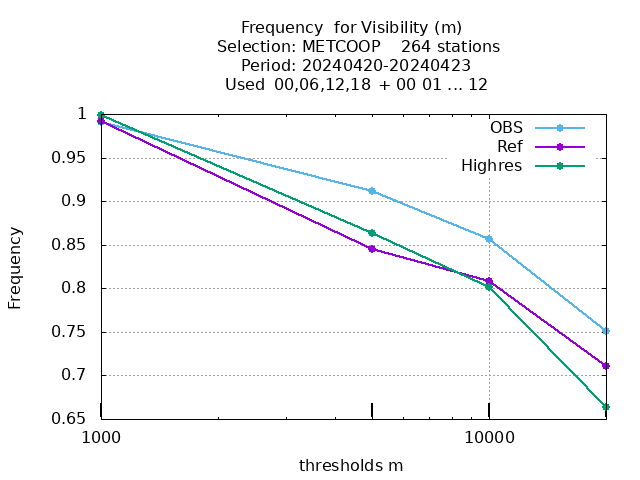 Frequency  for Visibility (m)
Selection: METCOOP    264 stations
Period: 20240420-20240423
Used  00,06,12,18  + 00 01 ... 12
1
0.95
0.9
0.85
0.8
0.75
0.7
0.65
Frequency
OBS
Ref
Highres
1000
10000
thresholds m